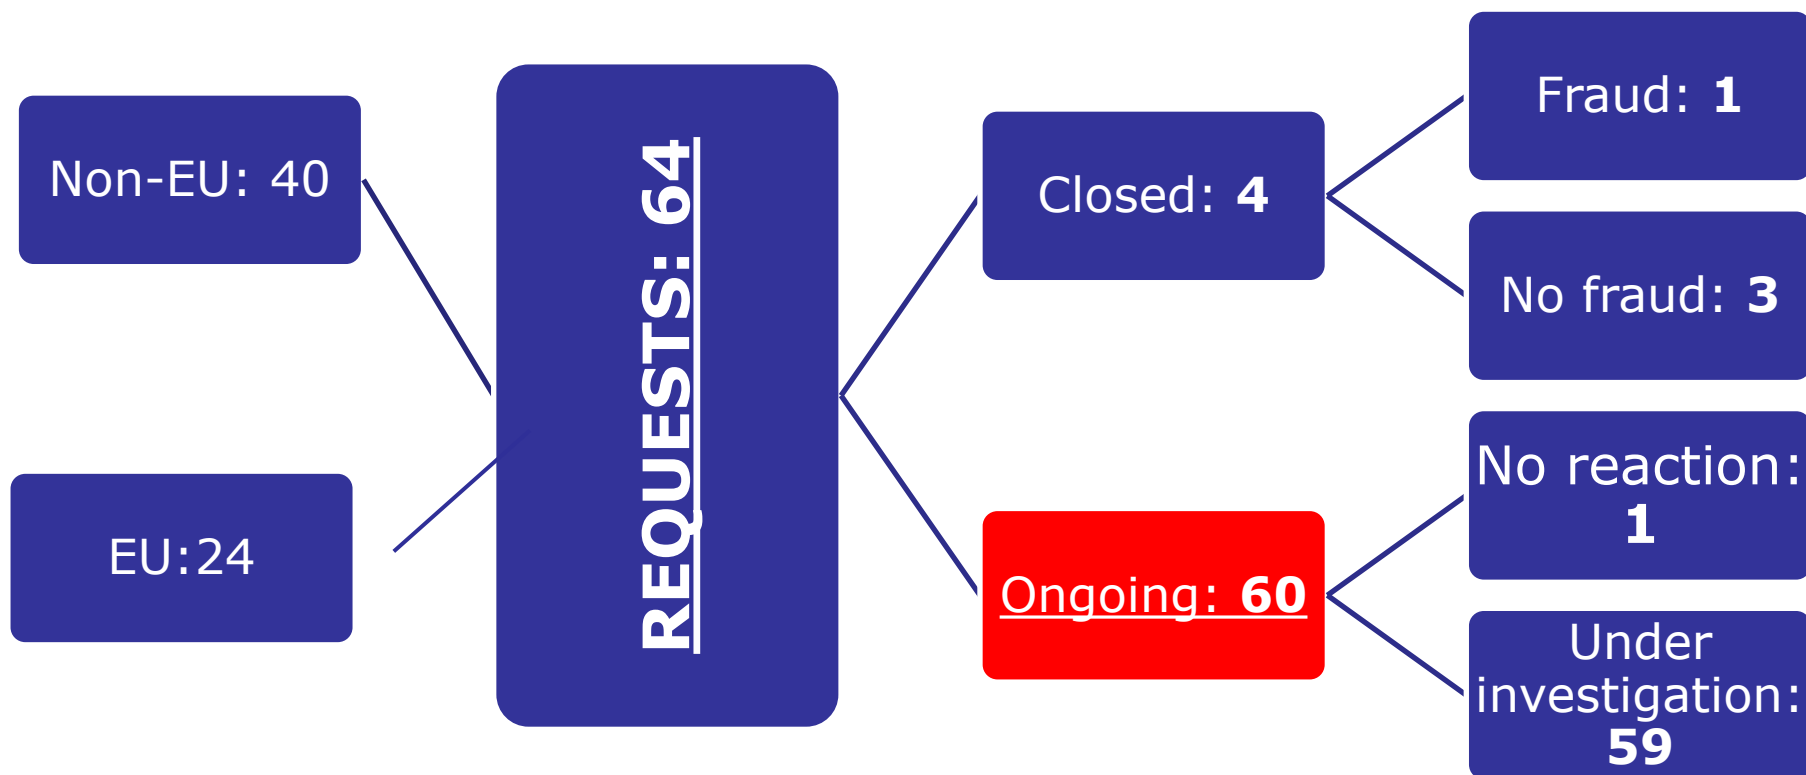 Non-EU: 40
EU:24
REQUESTS: 64
Closed: 4
Ongoing: 60
Fraud: 1
No fraud: 3
No reaction:
1
Under
investigation:
59